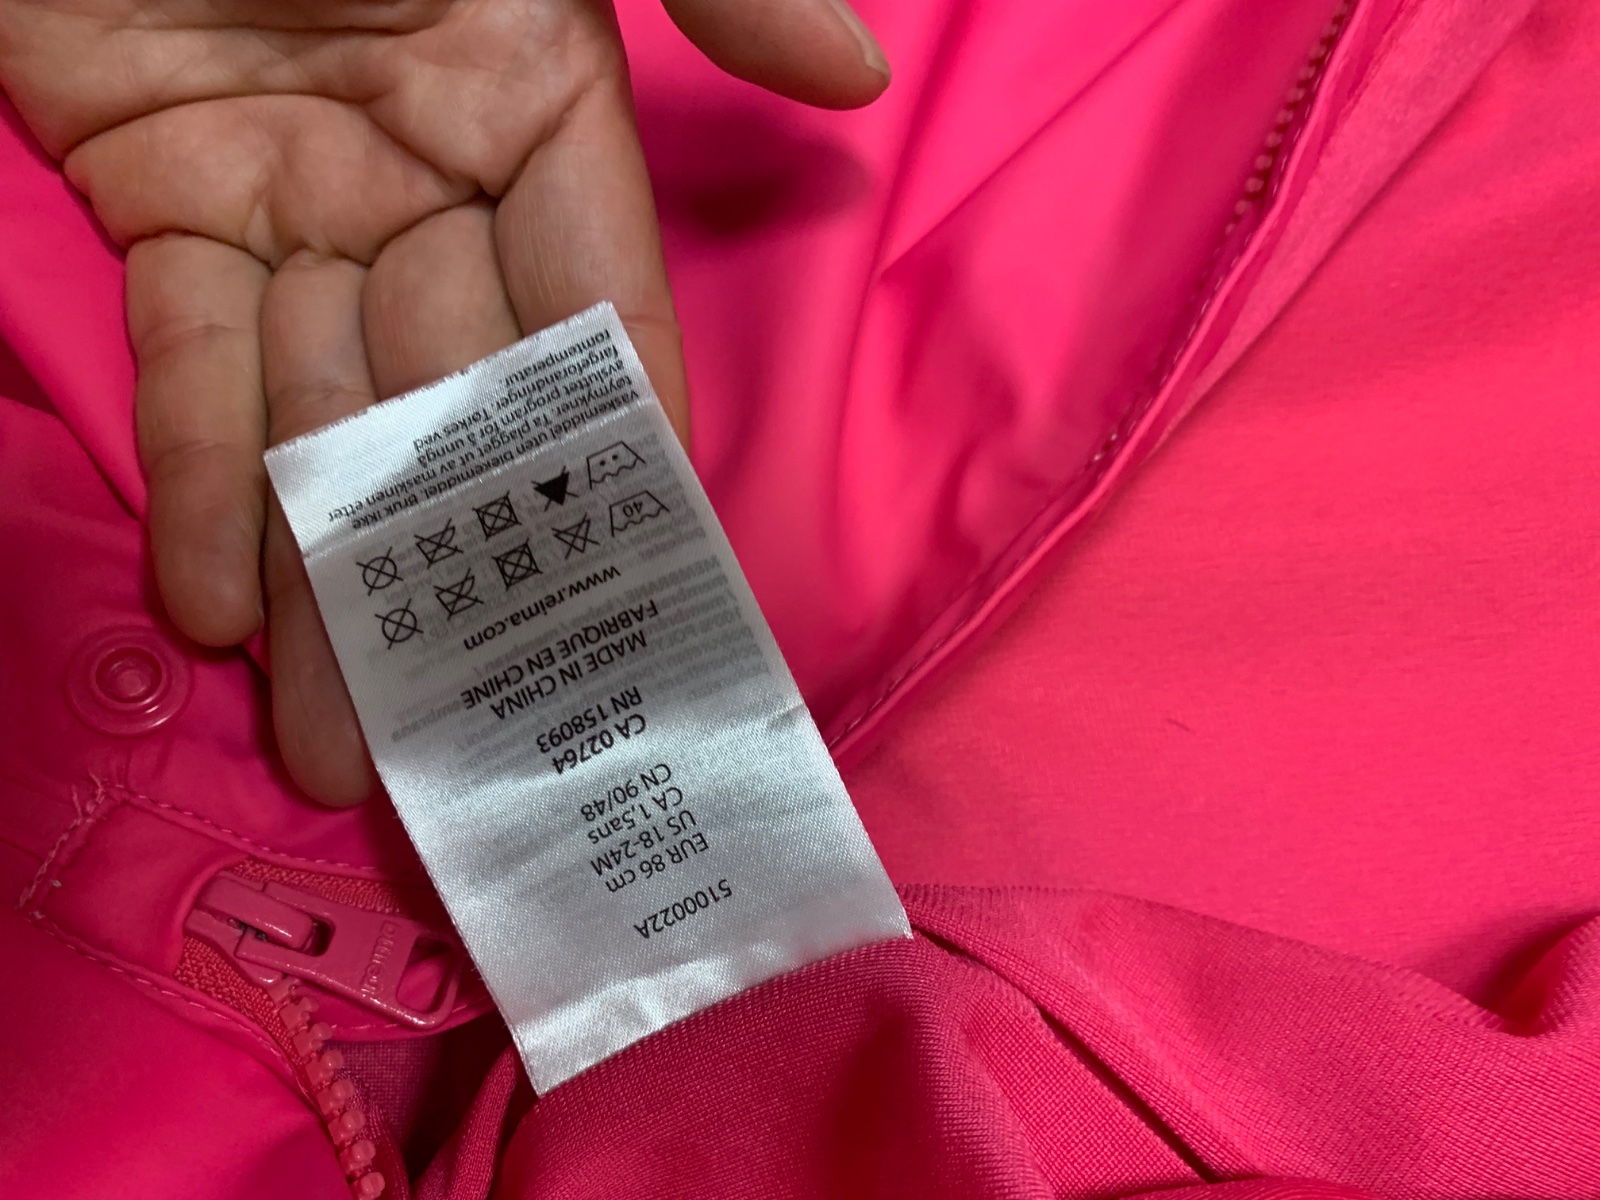 5100022A
EUR 86 cm
US 18-24M
CA 1,5ans
CN 90/48
CA 02764
RN 158093
MADE IN CHINA
FABRIQUE EN CHINE
www.reima.com
40
vaskemiddel uten blekemiddel. Bruk ikke
tøymykner. Ta plagget ut av maskinen etter
avsluttet program for å unngå
fargeforandringer. Tørkes ved
romtemperatur.